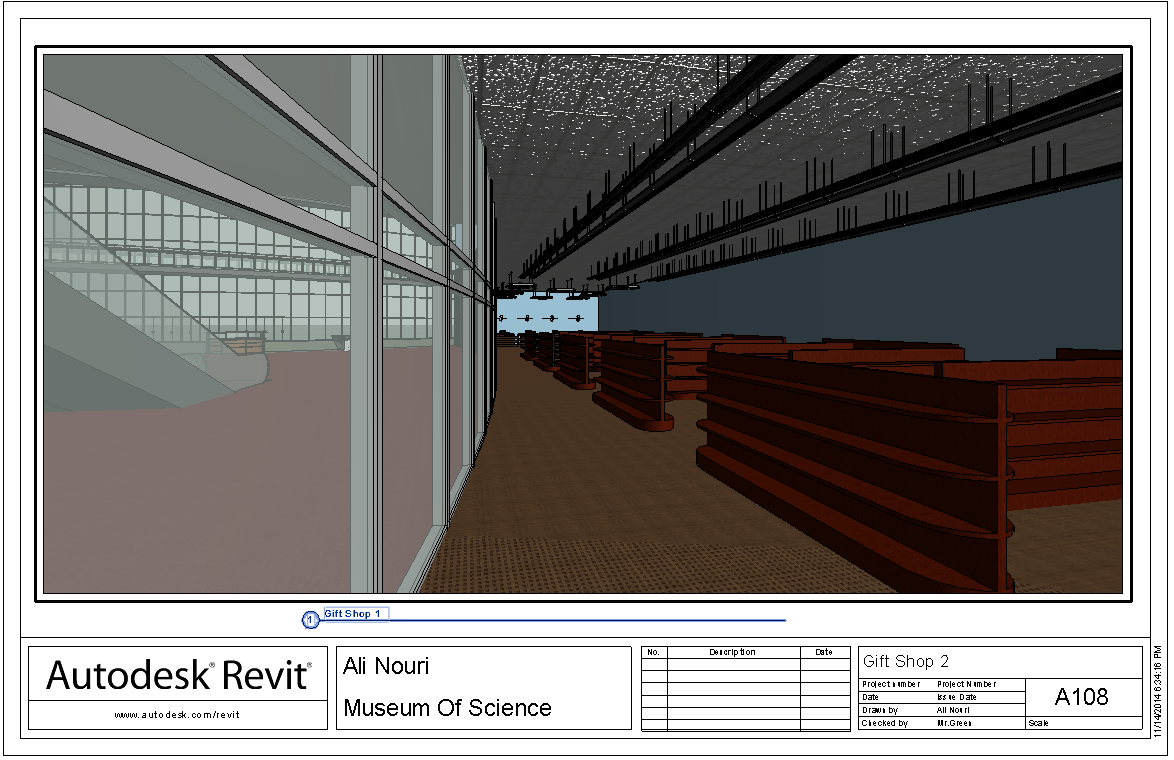 1 Gift Shop 1
Autodesk® Revit®
www.autodesk.com/revit
Ali Nouri
Museum Of Science
No. Description Date
Gift Shop 2
Project number Project Number
Date Issue Date
Drawn by Ali Nouri
Checked by Mr.Green
A108
Scale
11/14/2014 6:34:16 PM